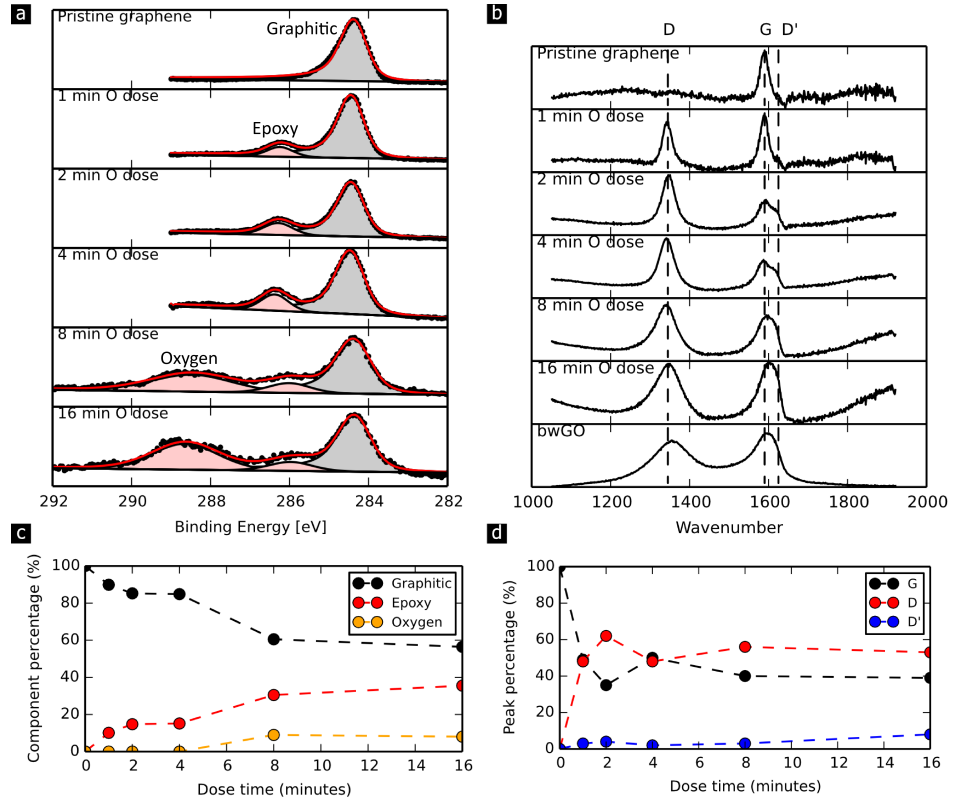 a
Pristine graphene
Graphitic
1 min O dose
Epoxy
2 min O dose
4 min O dose
8 min O dose
Oxygen
16 min O dose
292 290 288 286 284 282
Binding Energy [eV]
b
D G D'
Pristine graphene
1 min O dose
2 min O dose
4 min O dose
8 min O dose
16 min O dose
bwGO
1000 1200 1400 1600 1800 2000
Wavenumber
c
Component percentage (%)
100
80
60
40
20
0
0 2 4 6 8 10 12 14 16
Dose time (minutes)
Graphitic
Epoxy
Oxygen
d
Peak percentage (%)
100
80
60
40
20
0
0 2 4 6 8 10 12 14 16
Dose time (minutes)
G
D
D'